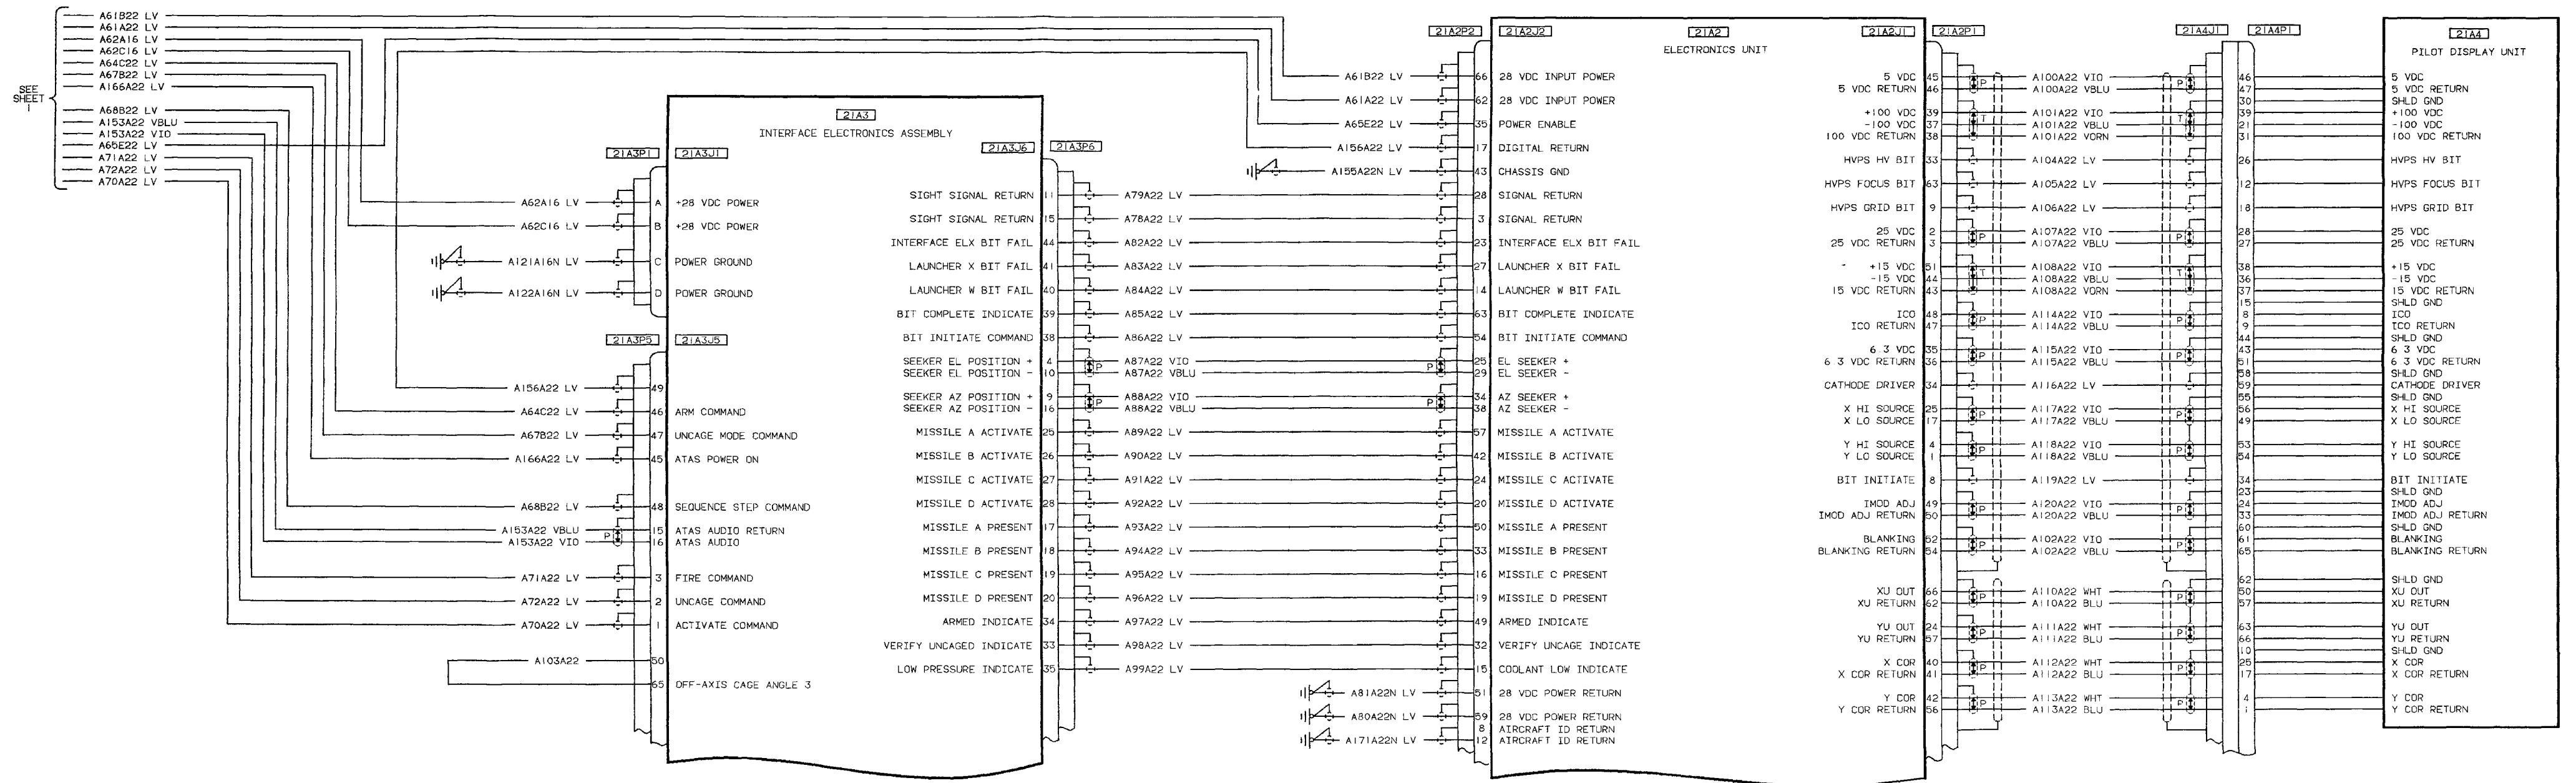 SEE
SHEET
1
A61B22 LV
A61A22 LV
A62A16 LV
A62C16 LV
A64C22 LV
A67B22 LV
A166A22 LV
A68B22 LV
A153A22 VBLU
A153A22 VIO
A65E22 LV
A71A22 LV
A72A22 LV
A70A22 LV
21A3
INTERFACE ELECTRONICS ASSEMBLY
21A3P1 21A3J1
A62A16 LV A +28 VDC POWER
A62C16 LV B +28 VDC POWER
A121A16N LV C POWER GROUND
A122A16N LV D POWER GROUND
21A3P5 21A3J5
A156A22 LV 49
A64C22 LV 46 ARM COMMAND
A67B22 LV 47 UNCAGE MODE COMMAND
A166A22 LV 45 ATAS POWER ON
A68B22 LV 48 SEQUENCE STEP COMMAND
A153A22 VBLU 15 ATAS AUDIO RETURN
P
A153A22 VIO 16 ATAS AUDIO
A71A22 LV 3 FIRE COMMAND
A72A22 LV 2 UNCAGE COMMAND
A70A22 LV 1 ACTIVATE COMMAND
A103A22 50
65 OFF-AXIS CAGE ANGLE 3
21A3J6 21A3P6
SIGHT SIGNAL RETURN 11 A79A22 LV
SIGHT SIGNAL RETURN 15 A78A22 LV
INTERFACE ELX BIT FAIL 44 A82A22 LV
LAUNCHER X BIT FAIL 41 A83A22 LV
LAUNCHER W BIT FAIL 40 A84A22 LV
BIT COMPLETE INDICATE 39 A85A22 LV
BIT INITIATE COMMAND 38 A86A22 LV
SEEKER EL POSITION + 4 A87A22 VIO
P
SEEKER EL POSITION - 10 A87A22 VBLU
SEEKER AZ POSITION + 9 A88A22 VIO
P
SEEKER AZ POSITION - 16 A88A22 VBLU
MISSILE A ACTIVATE 25 A89A22 LV
MISSILE B ACTIVATE 26 A90A22 LV
MISSILE C ACTIVATE 27 A91A22 LV
MISSILE D ACTIVATE 28 A92A22 LV
MISSILE A PRESENT 17 A93A22 LV
MISSILE B PRESENT 18 A94A22 LV
MISSILE C PRESENT 19 A95A22 LV
MISSILE D PRESENT 20 A96A22 LV
ARMED INDICATE 34 A97A22 LV
VERIFY UNCAGED INDICATE 33 A98A22 LV
LOW PRESSURE INDICATE 35 A99A22 LV
21A2P2 21A2J2
21A2
ELECTRONICS UNIT
A61B22 LV 66 28 VDC INPUT POWER
A61A22 LV 62 28 VDC INPUT POWER
A65E22 LV 35 POWER ENABLE
A156A22 LV 17 DIGITAL RETURN
A155A22N LV 43 CHASSIS GND
28 SIGNAL RETURN
3 SIGNAL RETURN
23 INTERFACE ELX BIT FAIL
27 LAUNCHER X BIT FAIL
14 LAUNCHER W BIT FAIL
63 BIT COMPLETE INDICATE
54 BIT INITIATE COMMAND
25 EL SEEKER +
P
29 EL SEEKER -
34 AZ SEEKER +
P
38 AZ SEEKER -
57 MISSILE A ACTIVATE
42 MISSILE B ACTIVATE
24 MISSILE C ACTIVATE
20 MISSILE D ACTIVATE
50 MISSILE A PRESENT
33 MISSILE B PRESENT
16 MISSILE C PRESENT
19 MISSILE D PRESENT
49 ARMED INDICATE
32 VERIFY UNCAGE INDICATE
15 COOLANT LOW INDICATE
A81A22N LV 51 28 VDC POWER RETURN
A80A22N LV 59 28 VDC POWER RETURN
8 AIRCRAFT ID RETURN
A171A22N LV 12 AIRCRAFT ID RETURN
21A2J1 21A2P1 21A4J1 21A4P1
21A4
PILOT DISPLAY UNIT
5 VDC 45 P A100A22 VIO P 46 5 VDC
5 VDC RETURN 46 A100A22 VBLU 47 5 VDC RETURN
30 SHLD GND
+100 VDC 39 A101A22 VIO 39 +100 VDC
-100 VDC 37 T A101A22 VBLU T 21 -100 VDC
100 VDC RETURN 38 A101A22 VORN 31 100 VDC RETURN
HVPS HV BIT 33 A104A22 LV 26 HVPS HV BIT
HVPS FOCUS BIT 63 A105A22 LV 12 HVPS FOCUS BIT
HVPS GRID BIT 9 A106A22 LV 18 HVPS GRID BIT
25 VDC 2 P A107A22 VIO P 28 25 VDC
25 VDC RETURN 3 A107A22 VBLU 27 25 VDC RETURN
+15 VDC 51 A108A22 VIO 38 +15 VDC
-15 VDC 44 T A108A22 VBLU T 36 -15 VDC
15 VDC RETURN 43 A108A22 VORN 37 15 VDC RETURN
15 SHLD GND
ICO 48 P A114A22 VIO P 8 ICO
ICO RETURN 47 A114A22 VBLU 9 ICO RETURN
44 SHLD GND
6 3 VDC 35 P A115A22 VIO P 43 6 3 VDC
6 3 VDC RETURN 36 A115A22 VBLU 51 6 3 VDC RETURN
58 SHLD GND
CATHODE DRIVER 34 A116A22 LV 59 CATHODE DRIVER
55 SHLD GND
X HI SOURCE 25 P A117A22 VIO P 56 X HI SOURCE
X LO SOURCE 17 A117A22 VBLU 49 X LO SOURCE
Y HI SOURCE 4 P A118A22 VIO P 53 Y HI SOURCE
Y LO SOURCE 1 A118A22 VBLU 54 Y LO SOURCE
BIT INITIATE 8 A119A22 LV 34 BIT INITIATE
23 SHLD GND
IMOD ADJ 49 P A120A22 VIO P 24 IMOD ADJ
IMOD ADJ RETURN 50 A120A22 VBLU 33 IMOD ADJ RETURN
60 SHLD GND
BLANKING 52 P A102A22 VIO P 61 BLANKING
BLANKING RETURN 54 A102A22 VBLU 65 BLANKING RETURN
62 SHLD GND
XU OUT 66 P A110A22 WHT P 50 XU OUT
XU RETURN 62 A110A22 BLU 57 XU RETURN
YU OUT 24 P A111A22 WHT P 63 YU OUT
YU RETURN 57 A111A22 BLU 66 YU RETURN
10 SHLD GND
X COR 40 P A112A22 WHT P 25 X COR
X COR RETURN 41 A112A22 BLU 17 X COR RETURN
Y COR 42 P A113A22 WHT P 4 Y COR
Y COR RETURN 56 A113A22 BLU 1 Y COR RETURN